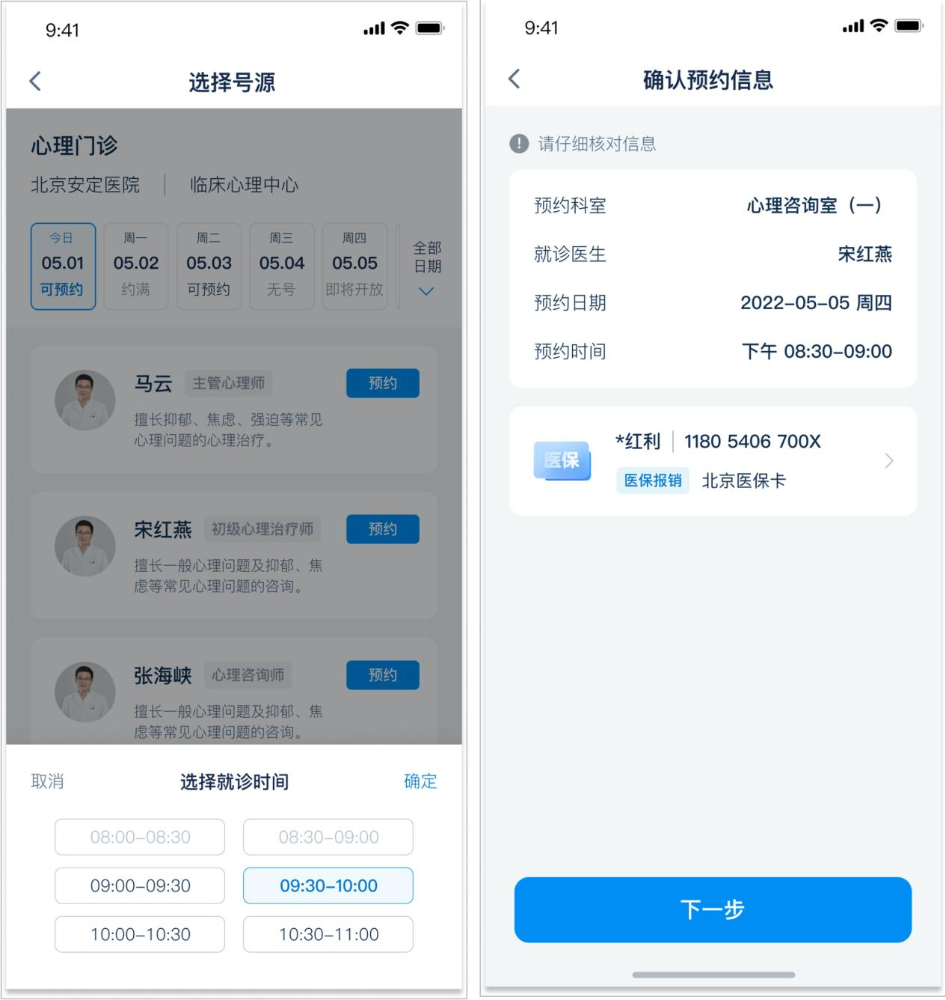 9:41
选择号源
心理门诊
北京安定医院 临床心理中心
今日 周一 周二 周三 周四
05.01 05.02 05.03 05.04 05.05
可预约 约满 可预约 无号 即将开放
全部
日期
马云 主管心理师 预约
擅长抑郁、焦虑、强迫等常见
心理问题的心理治疗。
宋红燕 初级心理治疗师 预约
擅长一般心理问题及抑郁、焦
虑等常见心理问题的咨询。
张海峡 心理咨询师 预约
擅长一般心理问题及抑郁、焦
虑等常见心理问题的咨询。
取消 选择就诊时间 确定
08:00-08:30 08:30-09:00
09:00-09:30 09:30-10:00
10:00-10:30 10:30-11:00
9:41
确认预约信息
请仔细核对信息
预约科室 心理咨询室（一）
就诊医生 宋红燕
预约日期 2022-05-05 周四
预约时间 下午 08:30-09:00
医保
*红利 1180 5406 700X
医保报销 北京医保卡
下一步